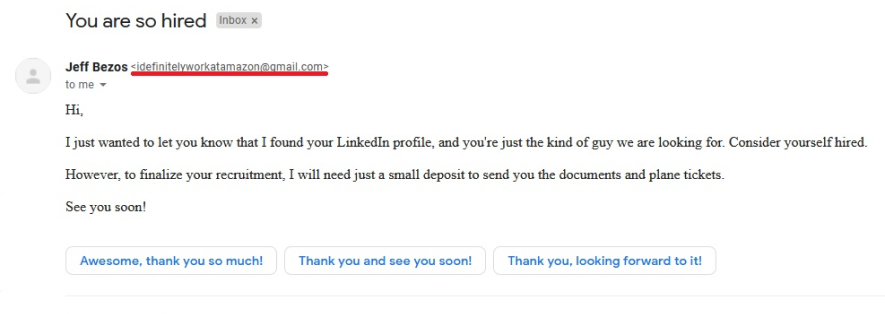 You are so hired Inbox ×
Jeff Bezos <idefinitelyworkatamazon@gmail.com>
to me
Hi,
I just wanted to let you know that I found your LinkedIn profile, and you're just the kind of guy we are looking for. Consider yourself hired.
However, to finalize your recruitment, I will need just a small deposit to send you the documents and plane tickets.
See you soon!
Awesome, thank you so much! Thank you and see you soon! Thank you, looking forward to it!